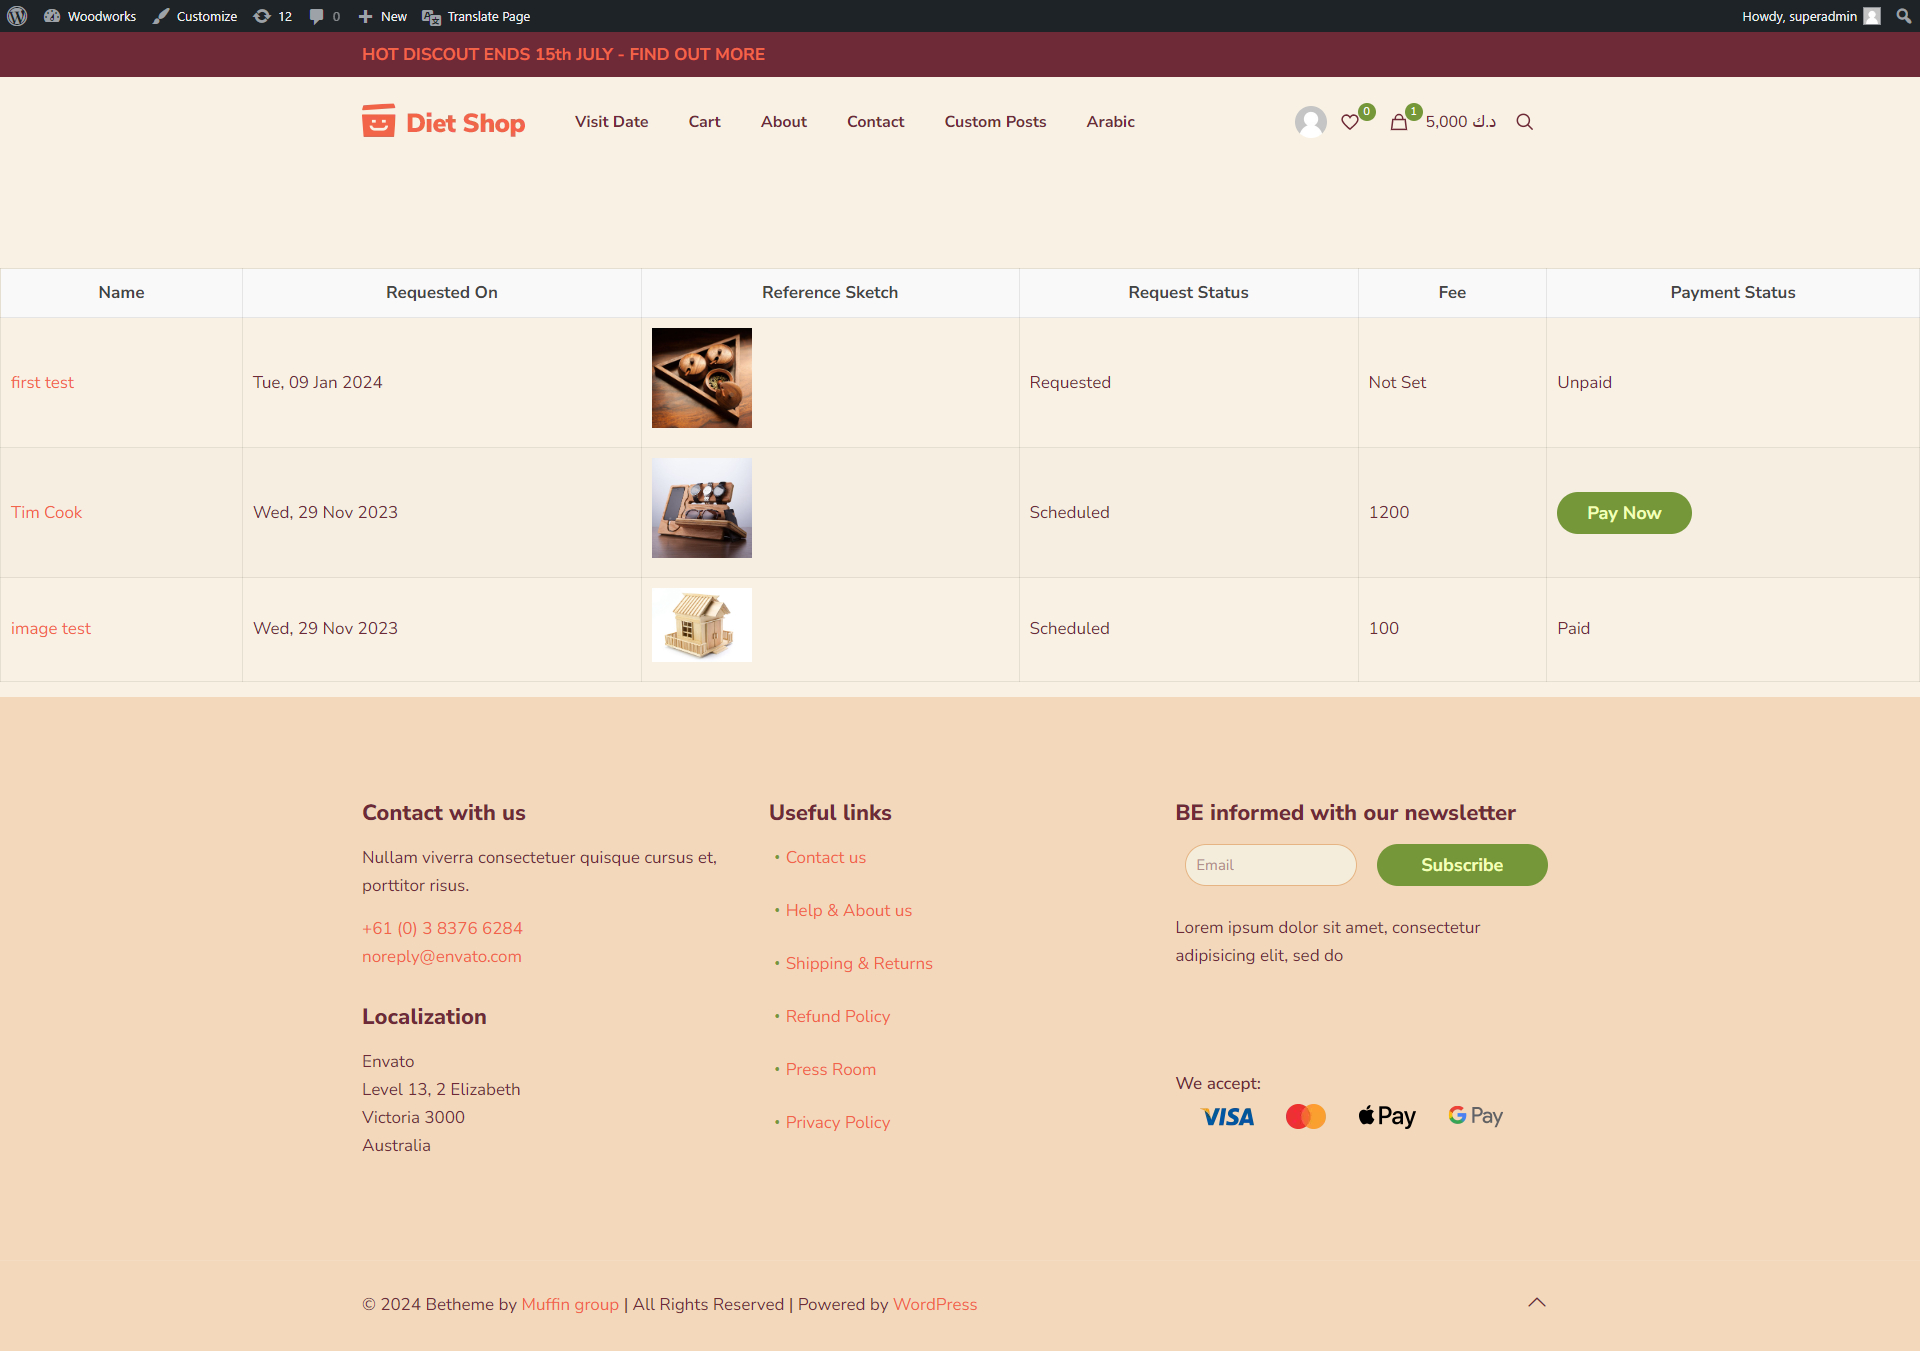 Woodworks Customize 12 0 New Translate Page Howdy, superadmin
HOT DISCOUT ENDS 15th JULY - FIND OUT MORE
Diet Shop Visit Date Cart About Contact Custom Posts Arabic 0 1 5,000 د.ك
Name Requested On Reference Sketch Request Status Fee Payment Status
first test Tue, 09 Jan 2024 Requested Not Set Unpaid
Tim Cook Wed, 29 Nov 2023 Scheduled 1200 Pay Now
image test Wed, 29 Nov 2023 Scheduled 100 Paid
Contact with us
Nullam viverra consectetuer quisque cursus et,
porttitor risus.
+61 (0) 3 8376 6284
noreply@envato.com
Localization
Envato
Level 13, 2 Elizabeth
Victoria 3000
Australia
Useful links
• Contact us
• Help & About us
• Shipping & Returns
• Refund Policy
• Press Room
• Privacy Policy
BE informed with our newsletter
Email Subscribe
Lorem ipsum dolor sit amet, consectetur
adipisicing elit, sed do
We accept:
VISA Pay G Pay
© 2024 Betheme by Muffin group | All Rights Reserved | Powered by WordPress